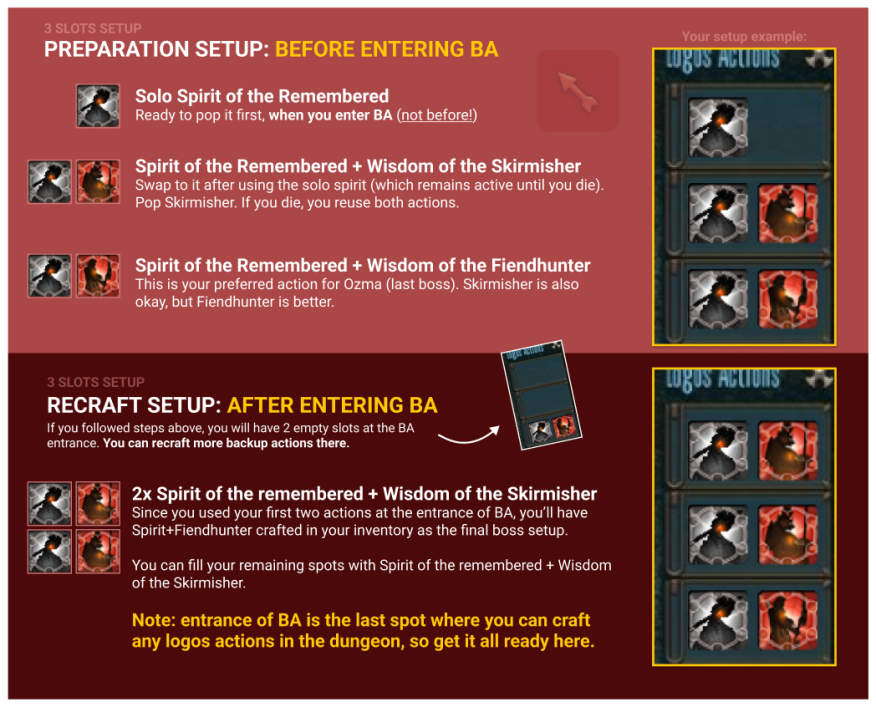 3 SLOTS SETUP
PREPARATION SETUP: BEFORE ENTERING BA
Your setup example:
Logos Actions
Solo Spirit of the Remembered
Ready to pop it first, when you enter BA (not before!)
Spirit of the Remembered + Wisdom of the Skirmisher
Swap to it after using the solo spirit (which remains active until you die).
Pop Skirmisher. If you die, you reuse both actions.
Spirit of the Remembered + Wisdom of the Fiendhunter
This is your preferred action for Ozma (last boss). Skirmisher is also
okay, but Fiendhunter is better.
3 SLOTS SETUP
RECRAFT SETUP: AFTER ENTERING BA
If you followed steps above, you will have 2 empty slots at the BA
entrance. You can recraft more backup actions there.
Logos Actions
Logos Actions
2x Spirit of the remembered + Wisdom of the Skirmisher
Since you used your first two actions at the entrance of BA, you'll have
Spirit+Fiendhunter crafted in your inventory as the final boss setup.
You can fill your remaining spots with Spirit of the remembered + Wisdom
of the Skirmisher.
Note: entrance of BA is the last spot where you can craft
any logos actions in the dungeon, so get it all ready here.